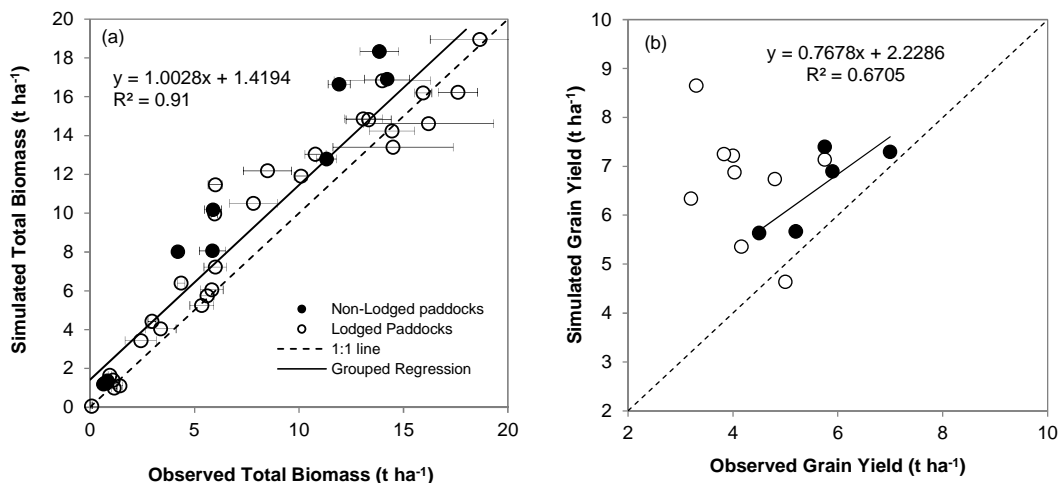 (a)
y = 1.0028x + 1.4194
R² = 0.91
Simulated Total Biomass (t ha⁻¹)
20
18
16
14
12
10
8
6
4
2
0
Non-Lodged paddocks
Lodged Paddocks
1:1 line
Grouped Regression
0 5 10 15 20
Observed Total Biomass (t ha⁻¹)
(b)
y = 0.7678x + 2.2286
R² = 0.6705
Simulated Grain Yield (t ha⁻¹)
10
9
8
7
6
5
4
3
2
2 4 6 8 10
Observed Grain Yield (t ha⁻¹)